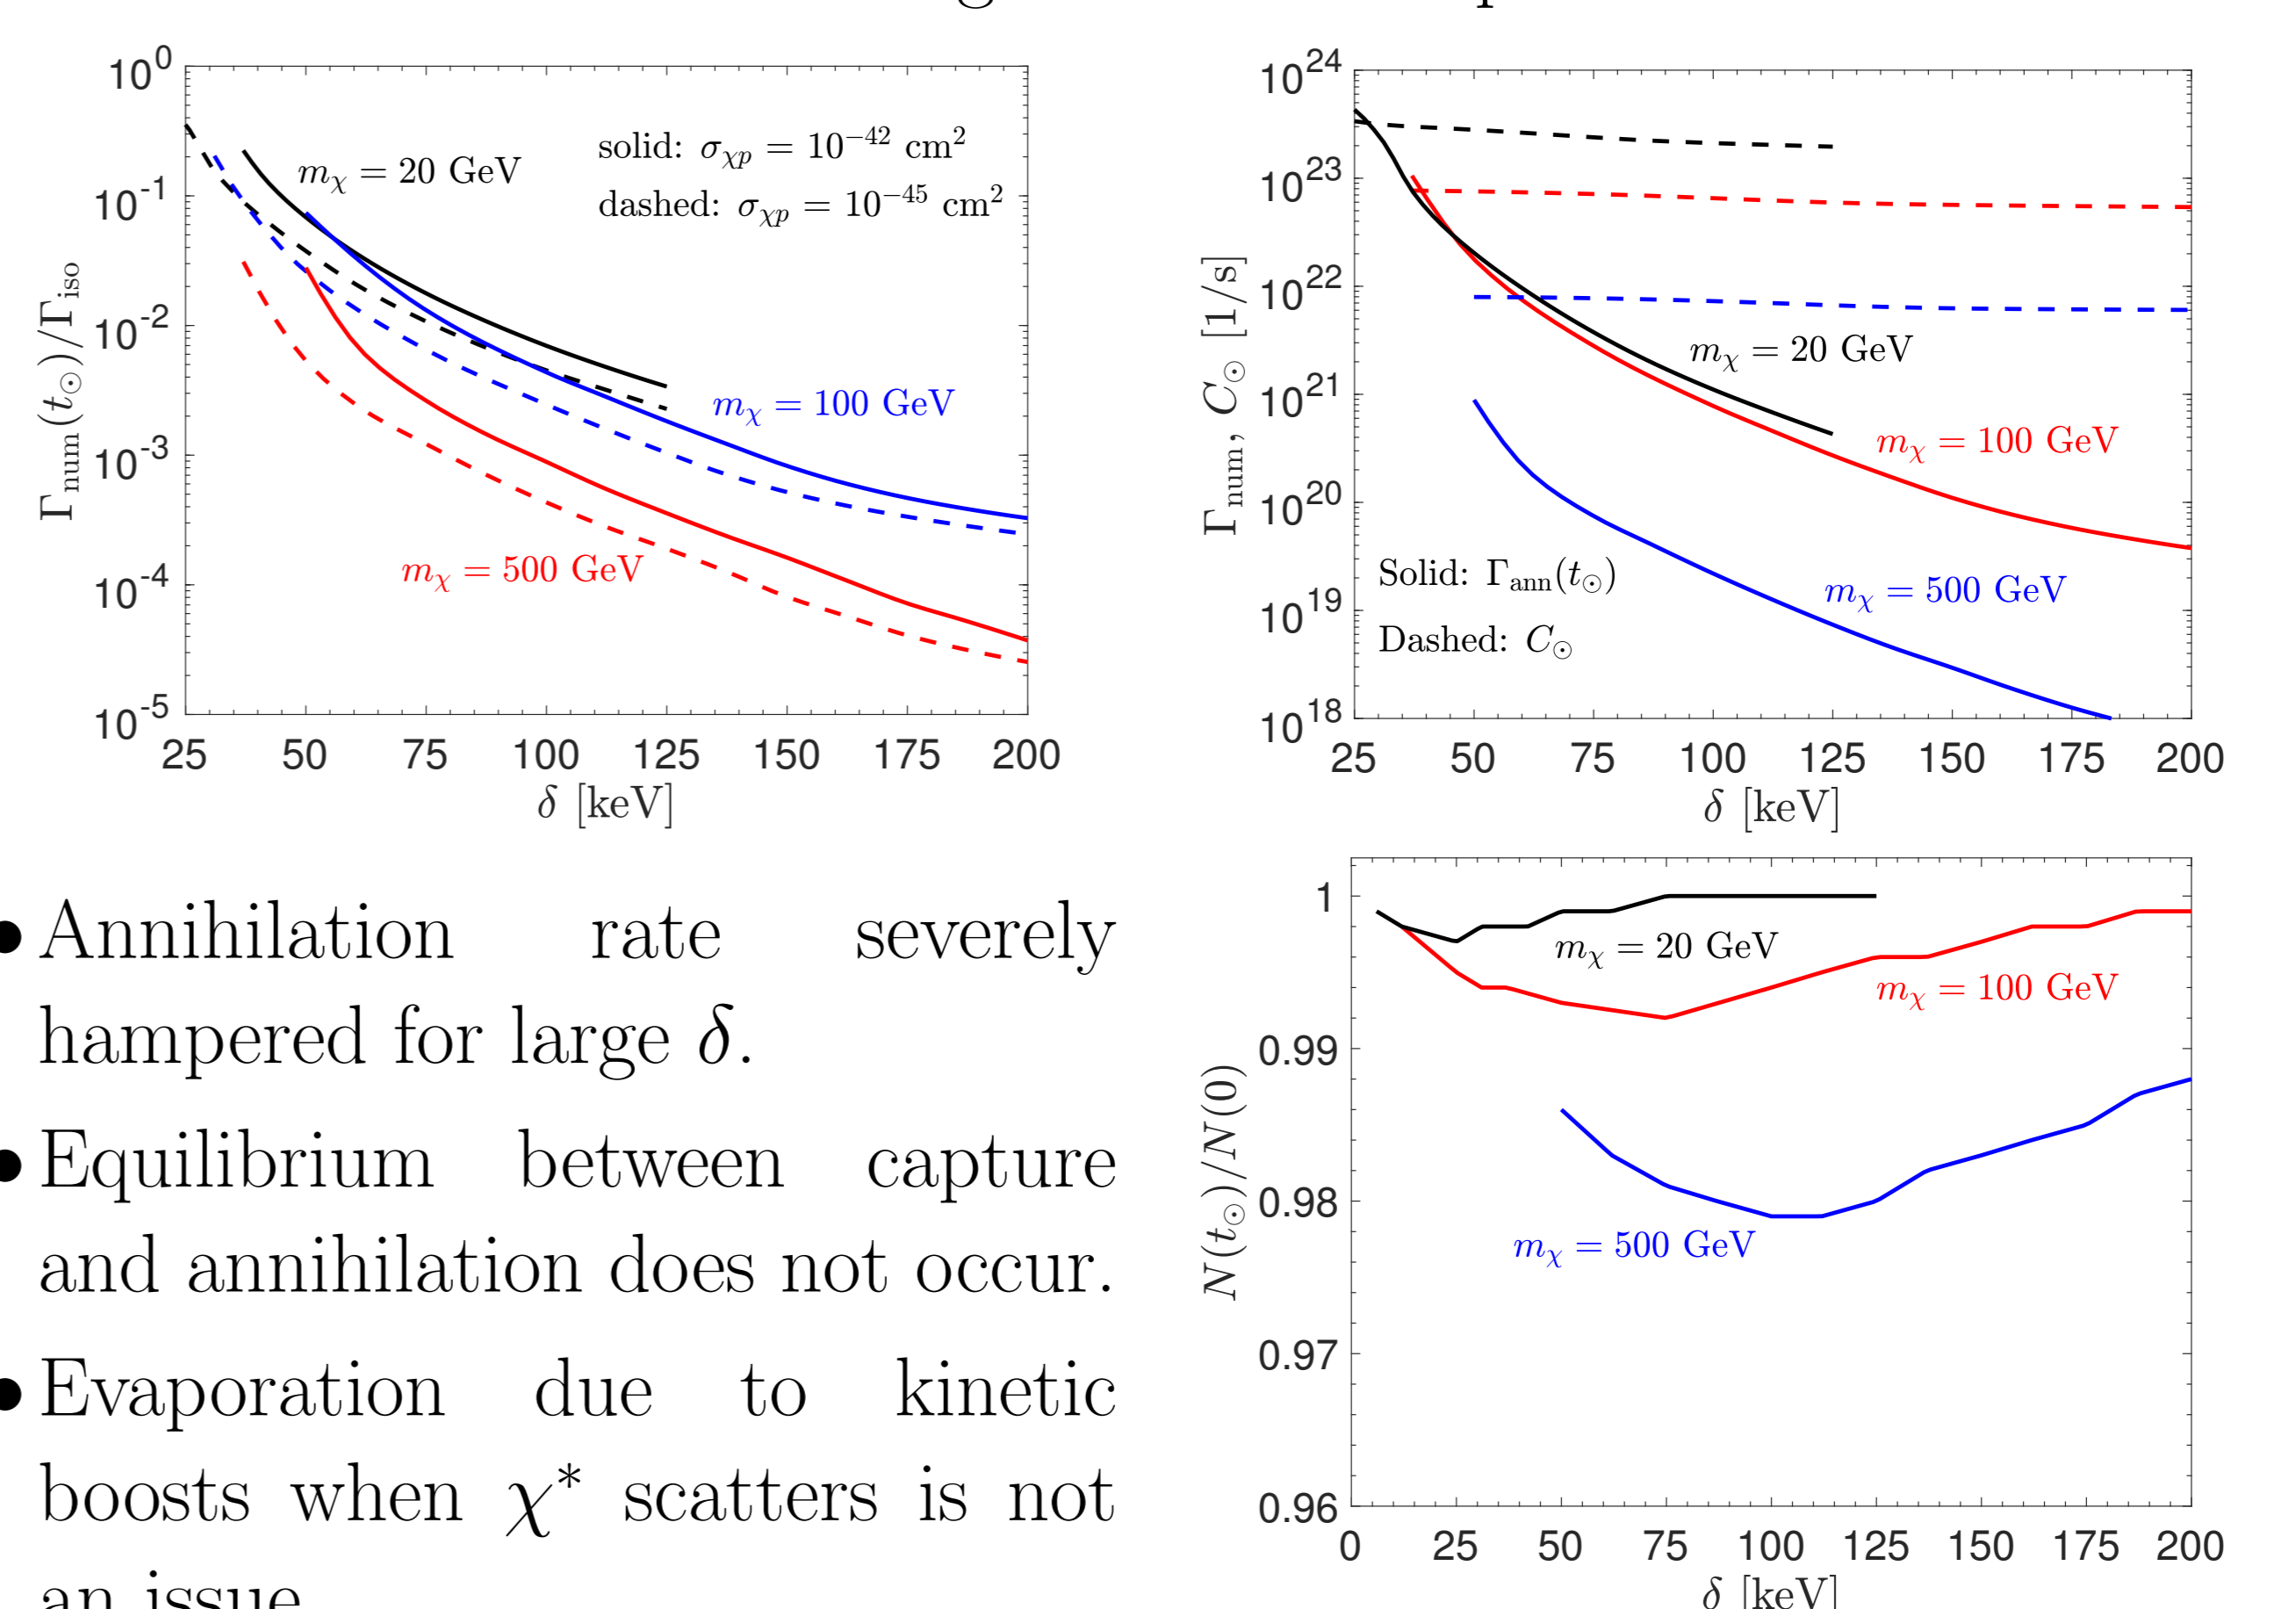 10^0
10^-1
10^-2
10^-3
10^-4
10^-5
Γ_num(t_⊙)/Γ_iso
m_χ = 20 GeV
solid: σ_χp = 10^−42 cm^2
dashed: σ_χp = 10^−45 cm^2
m_χ = 100 GeV
m_χ = 500 GeV
25 50 75 100 125 150 175 200
δ [keV]
10^24
10^23
10^22
10^21
10^20
10^19
10^18
Γ_num, C_⊙ [1/s]
m_χ = 20 GeV
m_χ = 100 GeV
Solid: Γ_ann(t_⊙)
m_χ = 500 GeV
Dashed: C_⊙
25 50 75 100 125 150 175 200
δ [keV]
• Annihilation rate severely
hampered for large δ.
• Equilibrium between capture
and annihilation does not occur.
• Evaporation due to kinetic
boosts when χ* scatters is not
an issue
1
0.99
0.98
0.97
0.96
N(t_⊙)/N(0)
m_χ = 20 GeV
m_χ = 100 GeV
m_χ = 500 GeV
0 25 50 75 100 125 150 175 200
δ [keV]